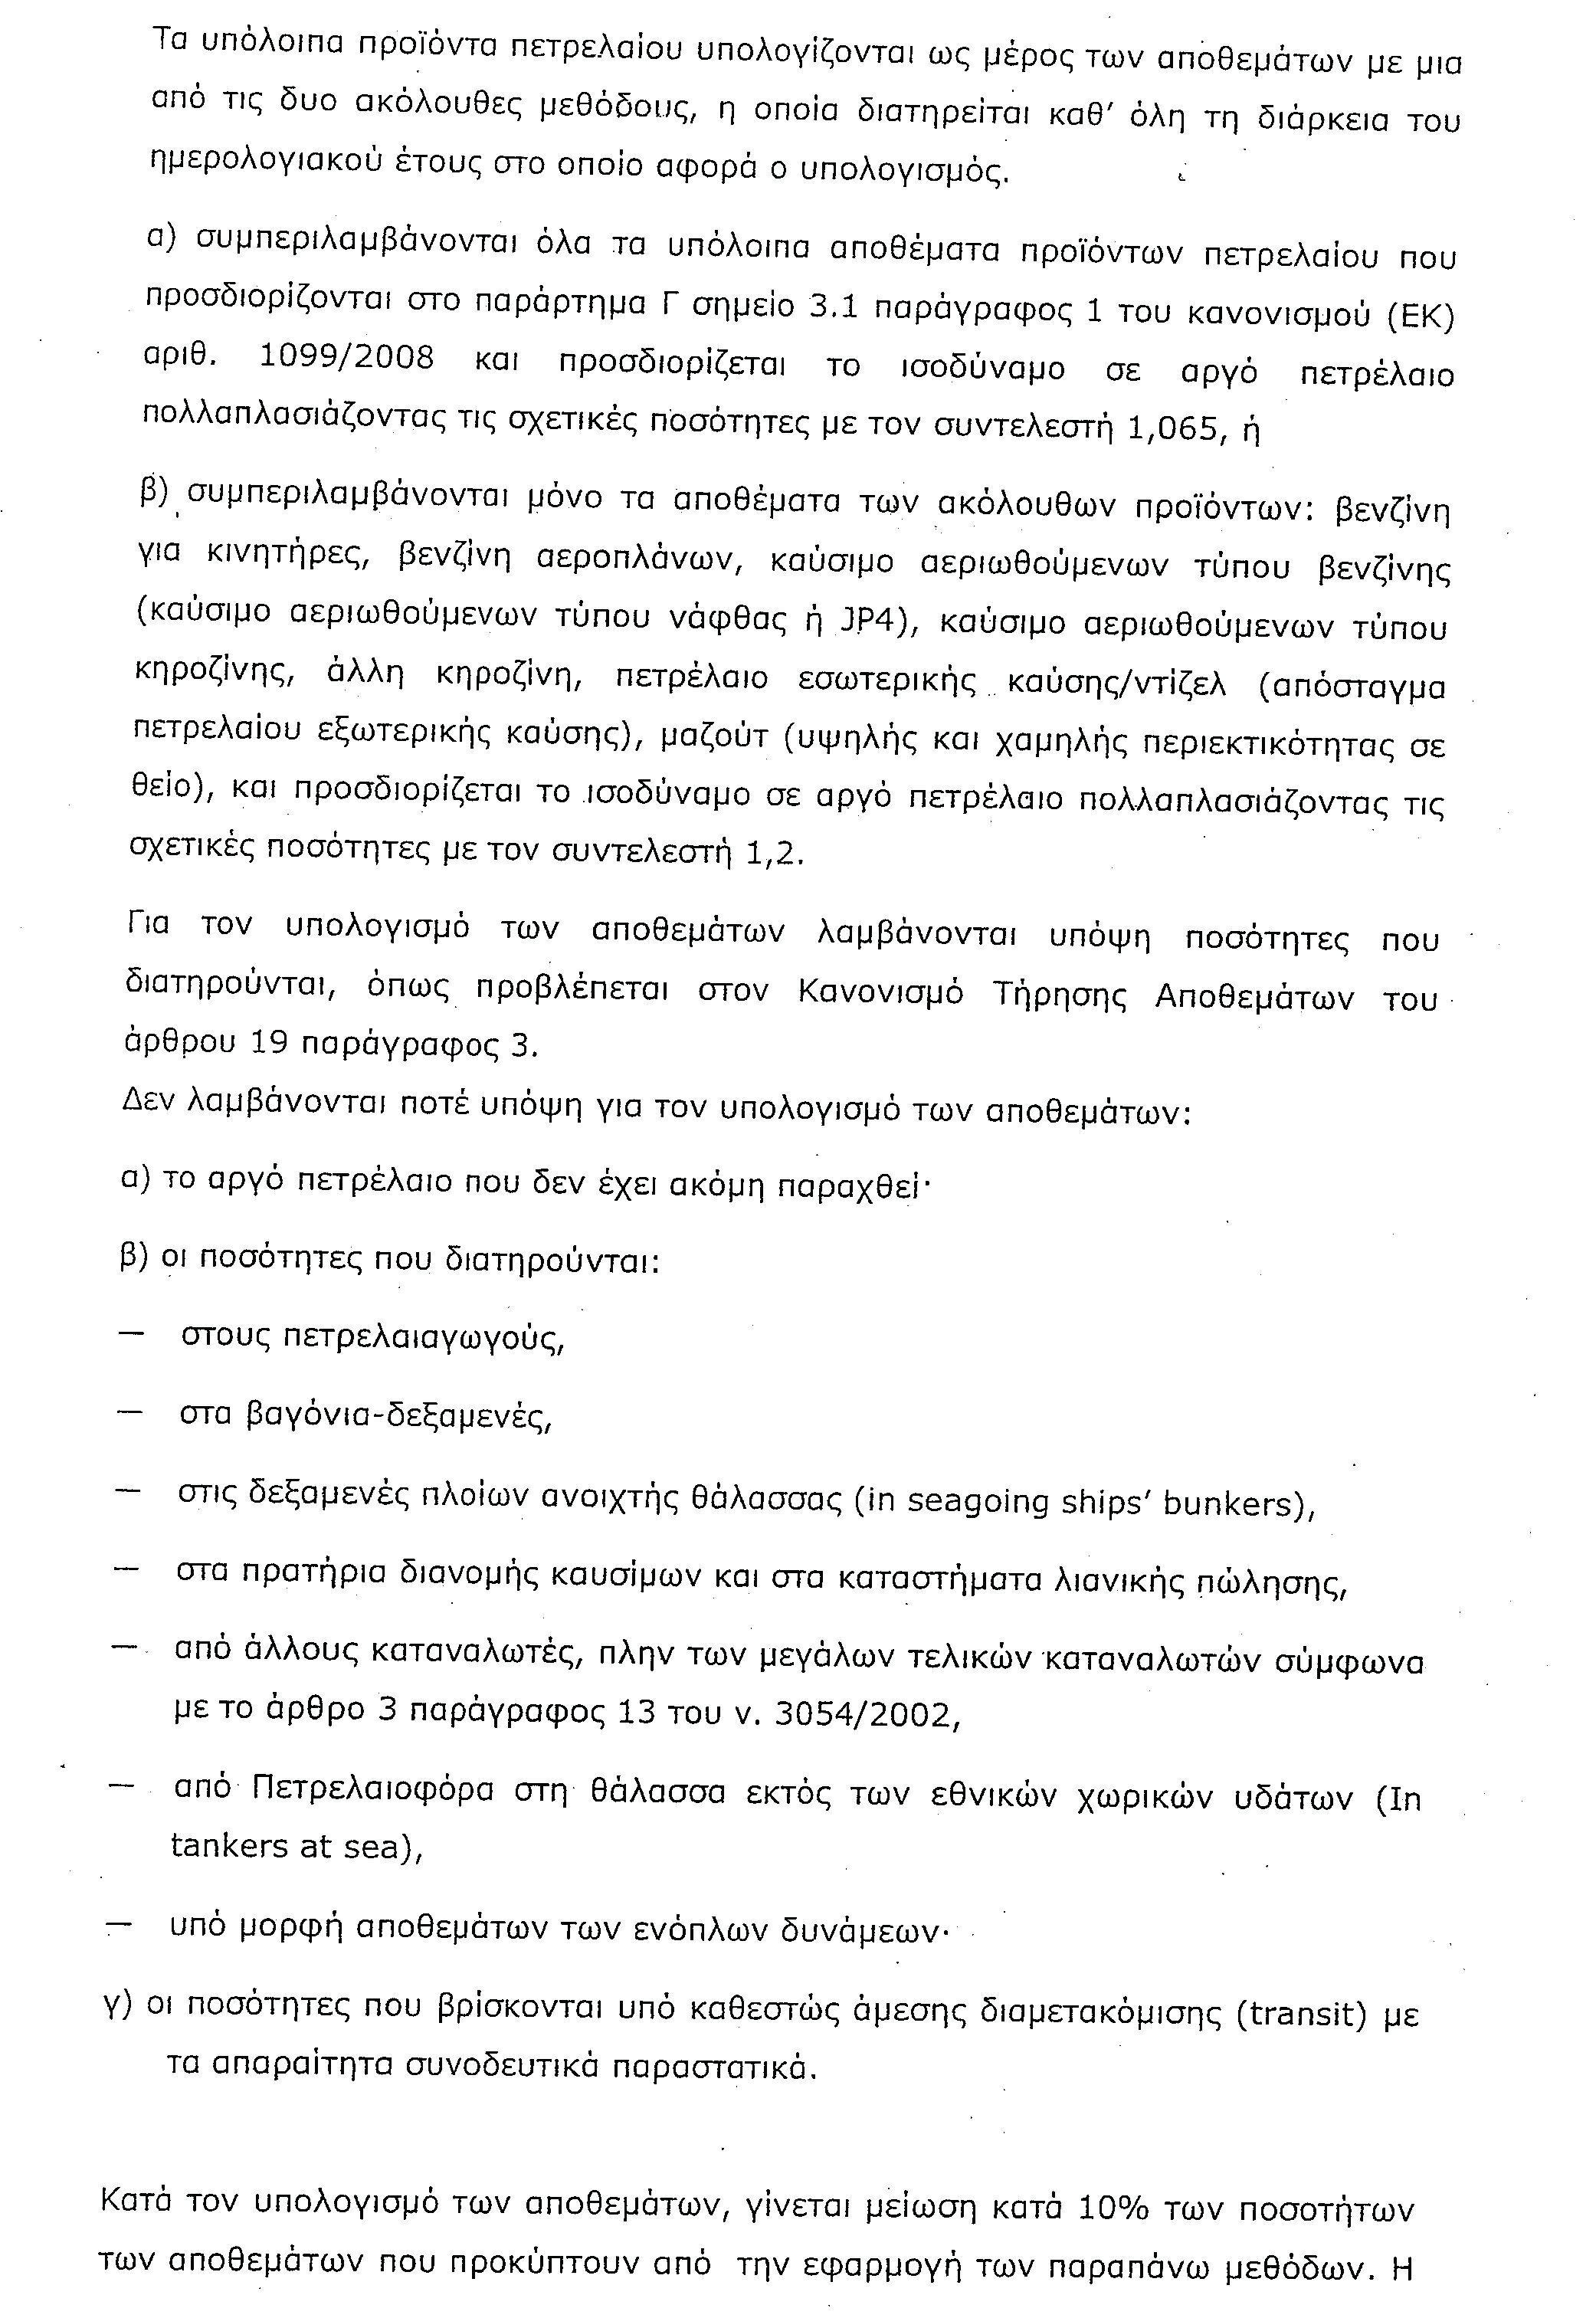 Τα υπόλοιπα προϊόντα πετρελαίου υπολογίζονται ως μέρος των αποθεμάτων με μια
από τις δυο ακόλουθες μεθόδους, η οποία διατηρείται καθ’ όλη τη διάρκεια του
ημερολογιακού έτους στο οποίο αφορά ο υπολογισμός.
α) συμπεριλαμβάνονται όλα τα υπόλοιπα αποθέματα προϊόντων πετρελαίου που
προσδιορίζονται στο παράρτημα Γ σημείο 3.1 παράγραφος 1 του κανονισμού (ΕΚ)
αριθ. 1099/2008 και προσδιορίζεται το ισοδύναμο σε αργό πετρέλαιο
πολλαπλασιάζοντας τις σχετικές ποσότητες με τον συντελεστή 1,065, ή
β) συμπεριλαμβάνονται μόνο τα αποθέματα των ακόλουθων προϊόντων: βενζίνη
για κινητήρες, βενζίνη αεροπλάνων, καύσιμο αεριωθούμενων τύπου βενζίνης
(καύσιμο αεριωθούμενων τύπου νάφθας ή JP4), καύσιμο αεριωθούμενων τύπου
κηροζίνης, άλλη κηροζίνη, πετρέλαιο εσωτερικής καύσης/ντίζελ (απόσταγμα
πετρελαίου εξωτερικής καύσης), μαζούτ (υψηλής και χαμηλής περιεκτικότητας σε
θείο), και προσδιορίζεται το ισοδύναμο σε αργό πετρέλαιο πολλαπλασιάζοντας τις
σχετικές ποσότητες με τον συντελεστή 1,2.
Για τον υπολογισμό των αποθεμάτων λαμβάνονται υπόψη ποσότητες που
διατηρούνται, όπως προβλέπεται στον Κανονισμό Τήρησης Αποθεμάτων του
άρθρου 19 παράγραφος 3.
Δεν λαμβάνονται ποτέ υπόψη για τον υπολογισμό των αποθεμάτων:
α) το αργό πετρέλαιο που δεν έχει ακόμη παραχθεί·
β) οι ποσότητες που διατηρούνται:
— στους πετρελαιαγωγούς,
— στα βαγόνια-δεξαμενές,
— στις δεξαμενές πλοίων ανοιχτής θάλασσας (in seagoing ships’ bunkers),
— στα πρατήρια διανομής καυσίμων και στα καταστήματα λιανικής πώλησης,
— από άλλους καταναλωτές, πλην των μεγάλων τελικών καταναλωτών σύμφωνα
με το άρθρο 3 παράγραφος 13 του ν. 3054/2002,
— από Πετρελαιοφόρα στη θάλασσα εκτός των εθνικών χωρικών υδάτων (In
tankers at sea),
— υπό μορφή αποθεμάτων των ενόπλων δυνάμεων·
γ) οι ποσότητες που βρίσκονται υπό καθεστώς άμεσης διαμετακόμισης (transit) με
τα απαραίτητα συνοδευτικά παραστατικά.
Κατά τον υπολογισμό των αποθεμάτων, γίνεται μείωση κατά 10% των ποσοτήτων
των αποθεμάτων που προκύπτουν από την εφαρμογή των παραπάνω μεθόδων. Η